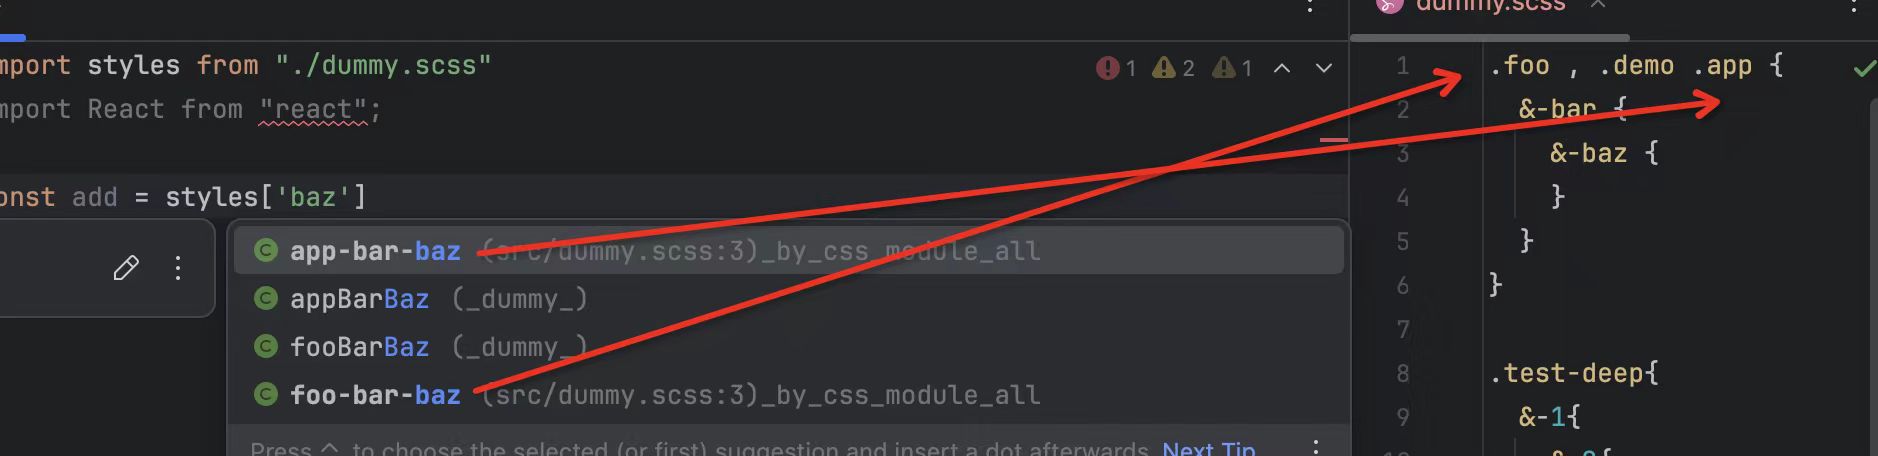 mport styles from "./dummy.scss"
mport React from "react";
onst add = styles['baz']
1 2 1
app-bar-baz (src/dummy.scss:3)_by_css_module_all
appBarBaz (_dummy_)
fooBarBaz (_dummy_)
foo-bar-baz (src/dummy.scss:3)_by_css_module_all
Press ^ to choose the selected (or first) suggestion and insert a dot afterwards Next Tip
dummy.scss
1 .foo , .demo .app {
2 &-bar {
3 &-baz {
4 }
5 }
6 }
7
8 .test-deep{
9 &-1{
10 &-2{